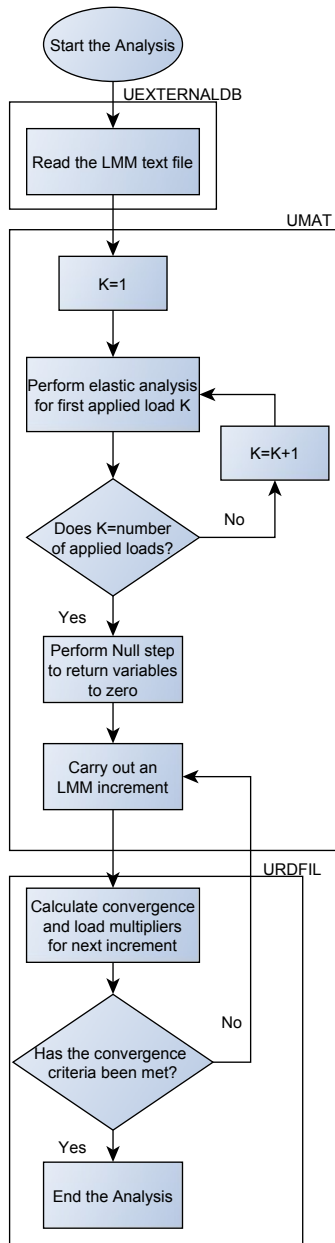 Start the Analysis
UEXTERNALDB
Read the LMM text file
UMAT
K=1
Perform elastic analysis
for first applied load K
K=K+1
Does K=number
of applied loads?
No
Yes
Perform Null step
to return variables
to zero
Carry out an
LMM increment
URDFIL
Calculate convergence
and load multipliers
for next increment
No
Has the convergence
criteria been met?
Yes
End the Analysis